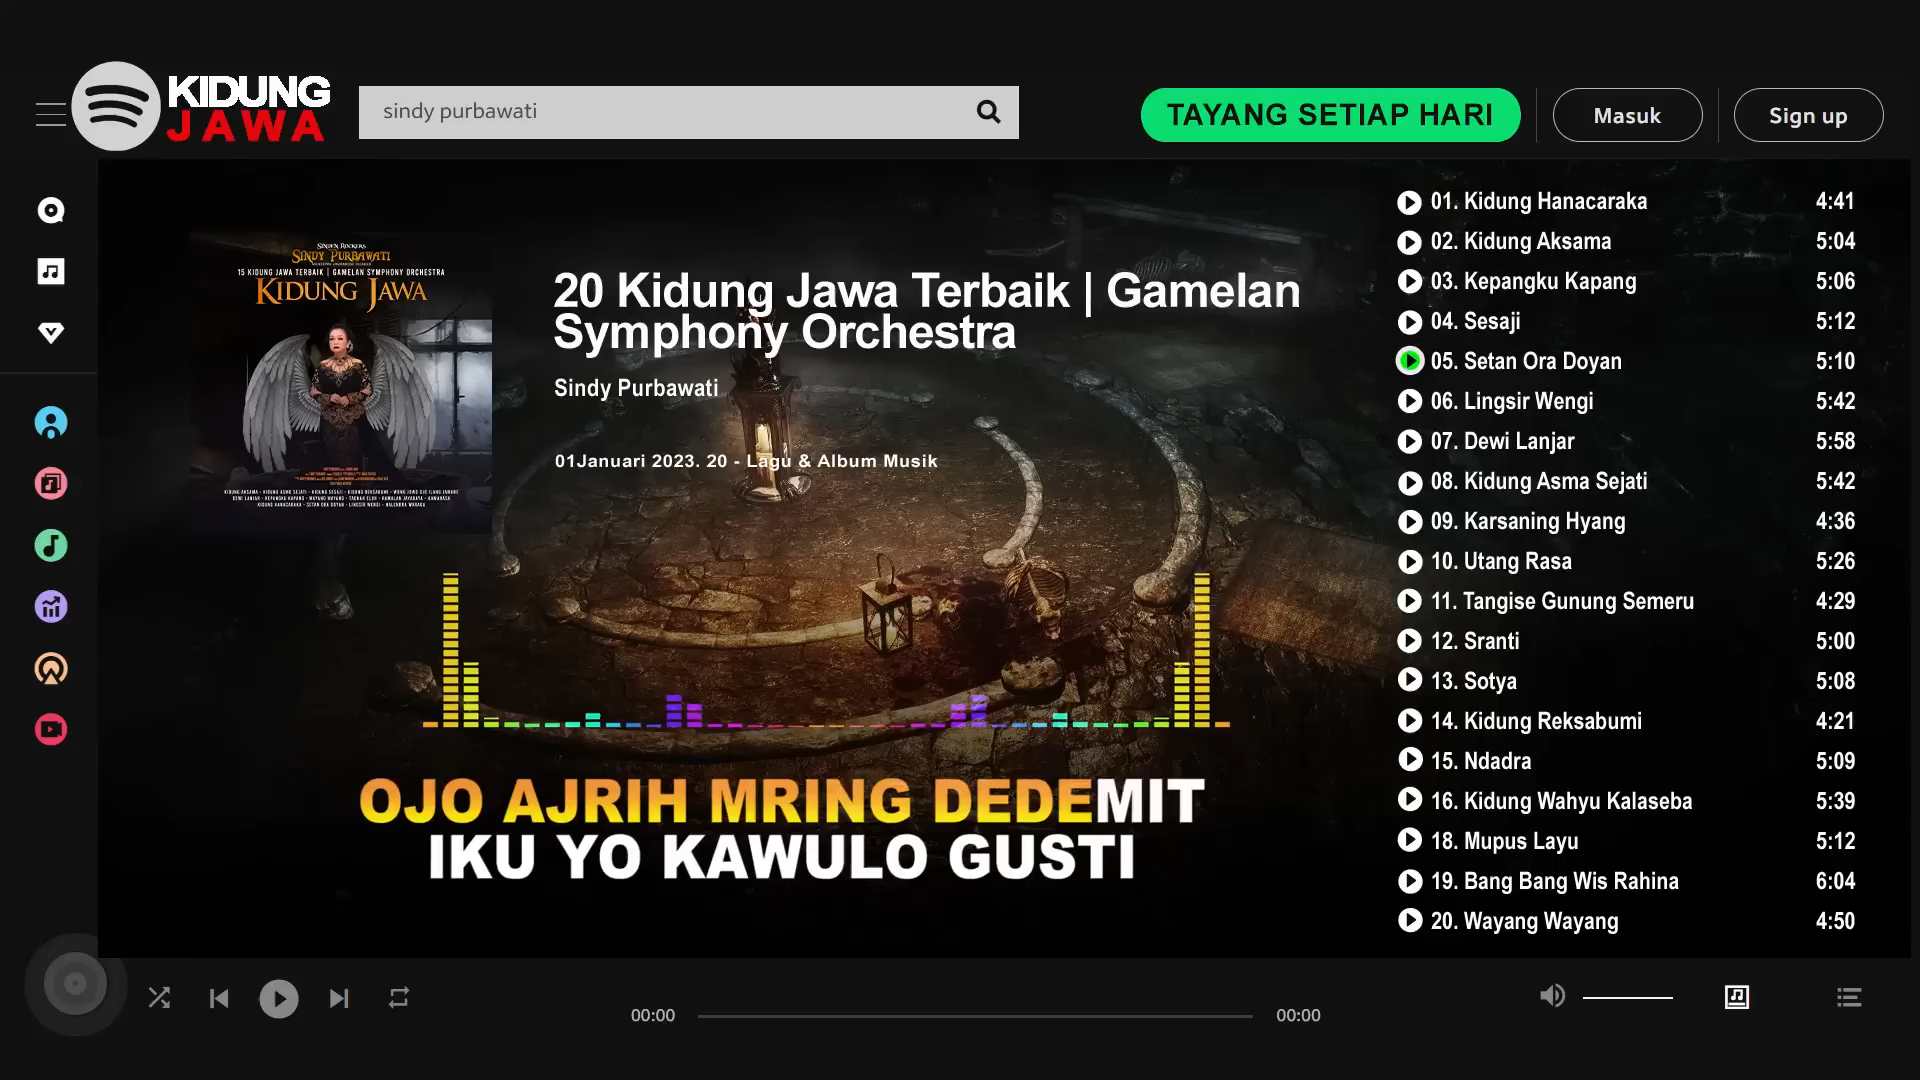 KIDUNG
JAWA
sindy purbawati
TAYANG SETIAP HARI
Masuk
Sign up
SINDEN ROCKERS
SINDY PURBAWATI
15 KIDUNG JAWA TERBAIK | GAMELAN SYMPHONY ORCHESTRA
KIDUNG JAWA
20 Kidung Jawa Terbaik | Gamelan
Symphony Orchestra
Sindy Purbawati
01Januari 2023. 20 - Lagu & Album Musik
01. Kidung Hanacaraka 4:41
02. Kidung Aksama 5:04
03. Kepangku Kapang 5:06
04. Sesaji 5:12
05. Setan Ora Doyan 5:10
06. Lingsir Wengi 5:42
07. Dewi Lanjar 5:58
08. Kidung Asma Sejati 5:42
09. Karsaning Hyang 4:36
10. Utang Rasa 5:26
11. Tangise Gunung Semeru 4:29
12. Sranti 5:00
13. Sotya 5:08
14. Kidung Reksabumi 4:21
15. Ndadra 5:09
16. Kidung Wahyu Kalaseba 5:39
18. Mupus Layu 5:12
19. Bang Bang Wis Rahina 6:04
20. Wayang Wayang 4:50
OJO AJRIH MRING DEDEMIT
IKU YO KAWULO GUSTI
00:00
00:00